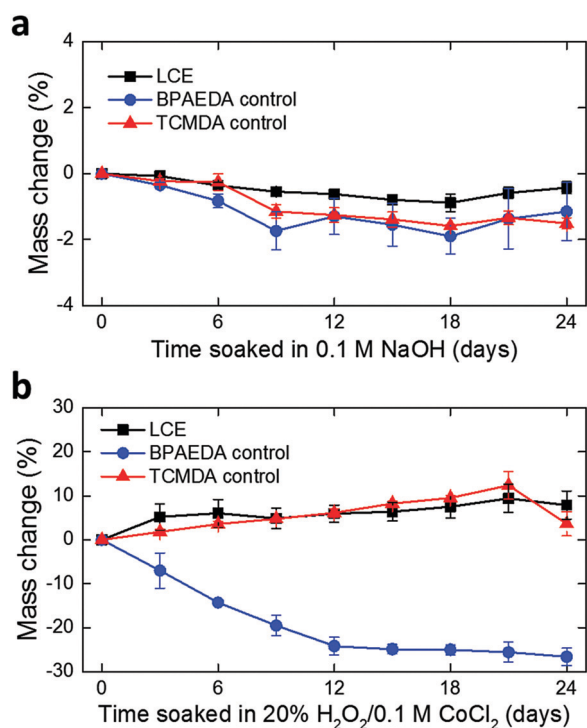 a
4
2
0
-2
-4
Mass change (%)
LCE
BPAEDA control
TCMDA control
0 6 12 18 24
Time soaked in 0.1 M NaOH (days)
b
30
20
10
0
-10
-20
-30
Mass change (%)
LCE
BPAEDA control
TCMDA control
0 6 12 18 24
Time soaked in 20% H₂O₂/0.1 M CoCl₂ (days)